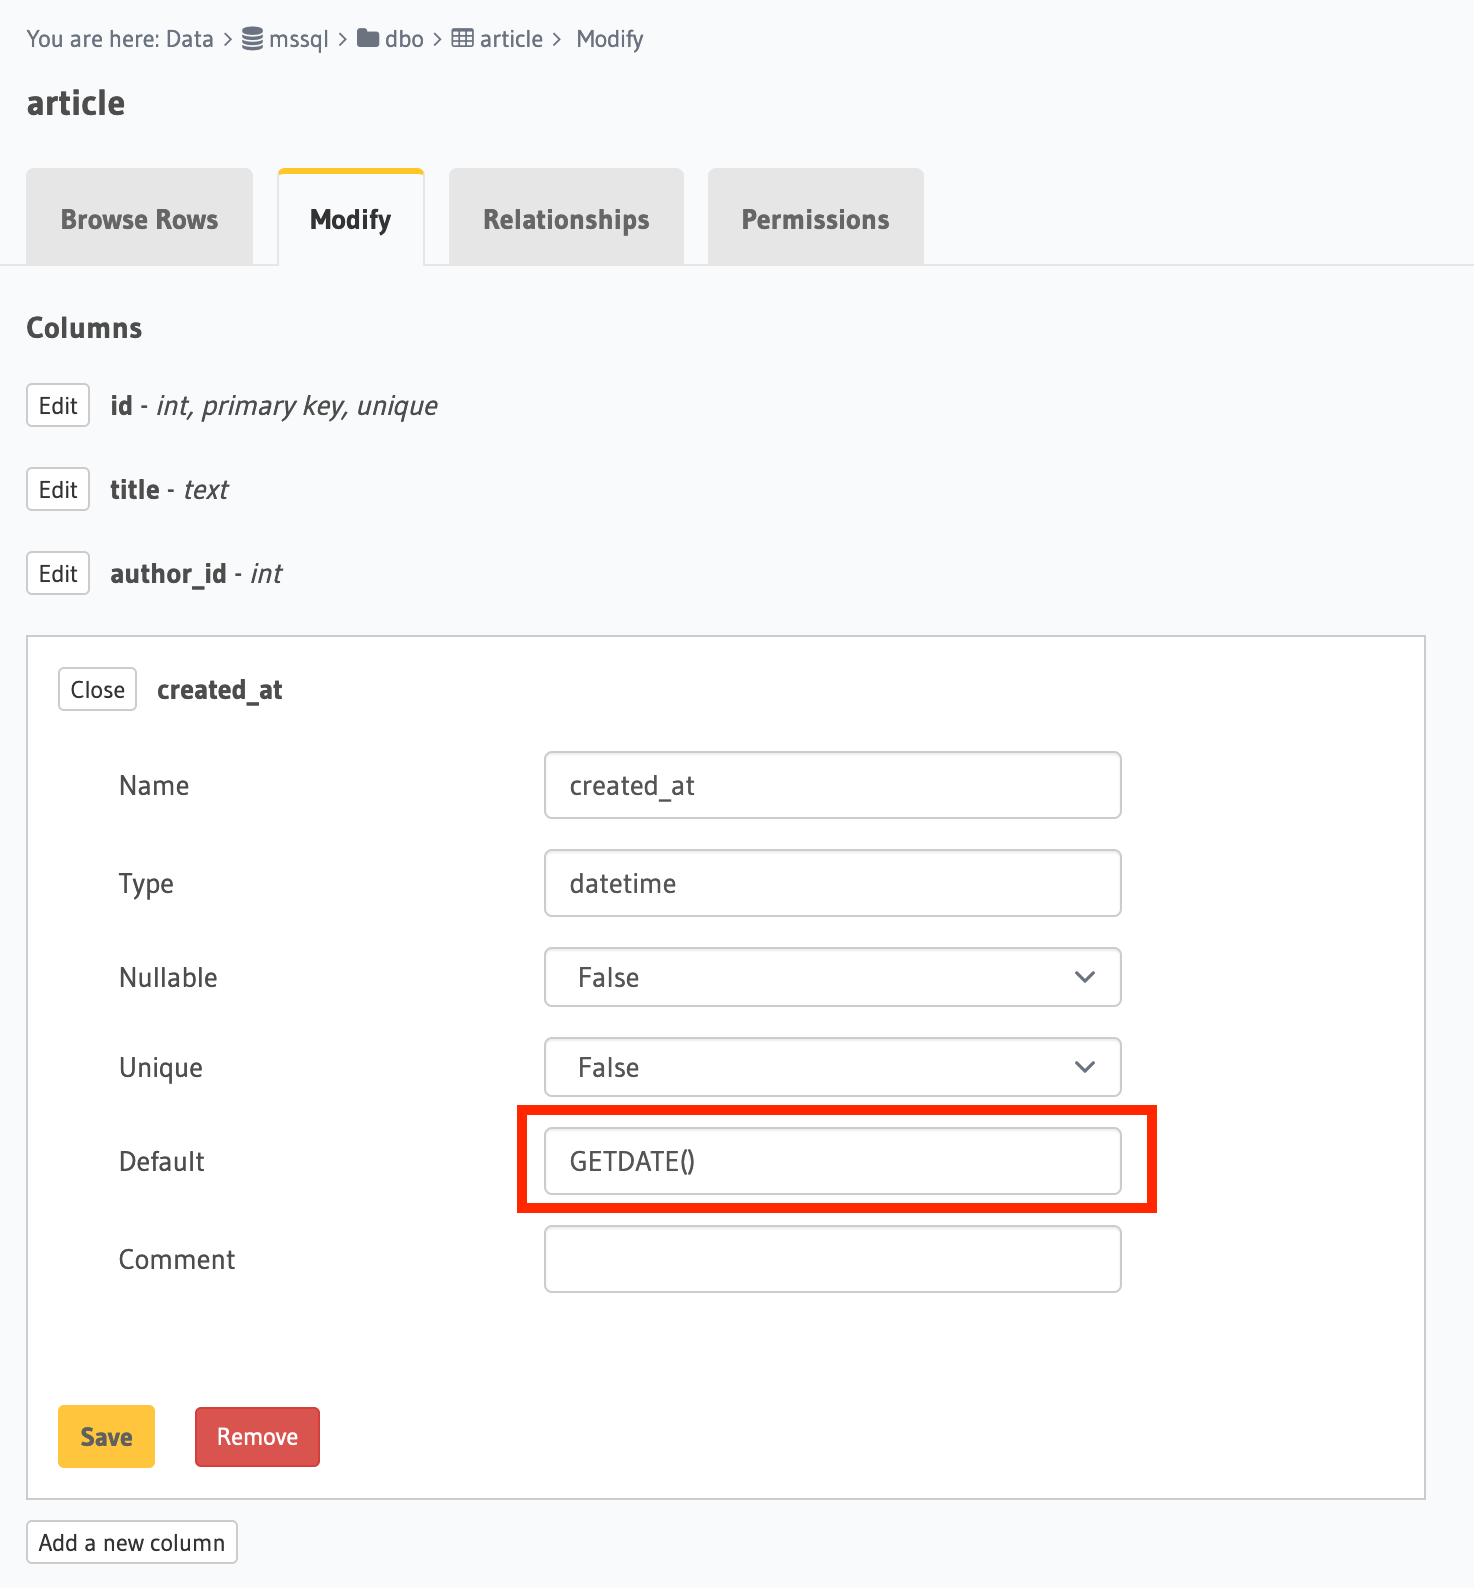 You are here: Data > mssql > dbo > article > Modify
article
Browse Rows Modify Relationships Permissions
Columns
Edit id - int, primary key, unique
Edit title - text
Edit author_id - int
Close created_at
Name created_at
Type datetime
Nullable False
Unique False
Default GETDATE()
Comment
Save Remove
Add a new column